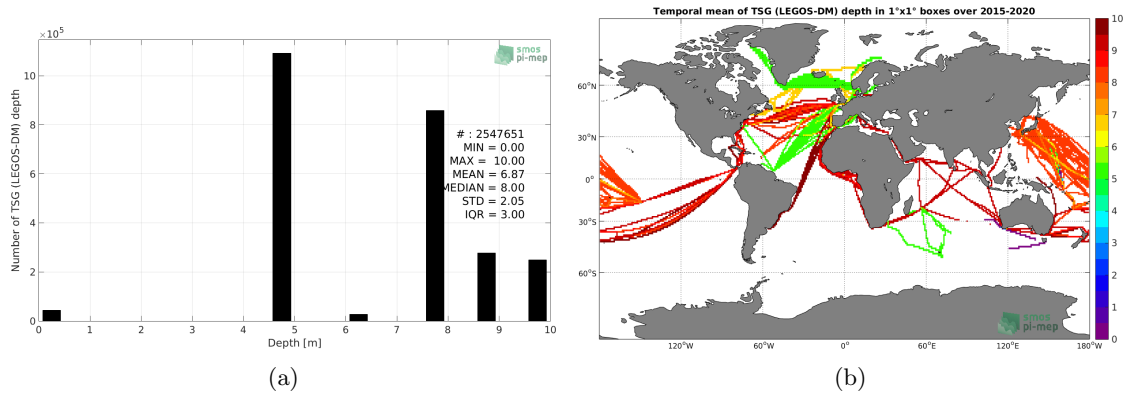 ×10⁵
10
8
6
4
2
0
Number of TSG (LEGOS-DM) depth
smos
pi-mep
# : 2547651
MIN = 0.00
MAX = 10.00
MEAN = 6.87
MEDIAN = 8.00
STD = 2.05
IQR = 3.00
0 1 2 3 4 5 6 7 8 9 10
Depth [m]
(a)
Temporal mean of TSG (LEGOS-DM) depth in 1°x1° boxes over 2015-2020
60°N
30°N
0°
30°S
60°S
120°W 60°W 0° 60°E 120°E 180°W
smos
pi-mep
10
9
8
7
6
5
4
3
2
1
0
(b)